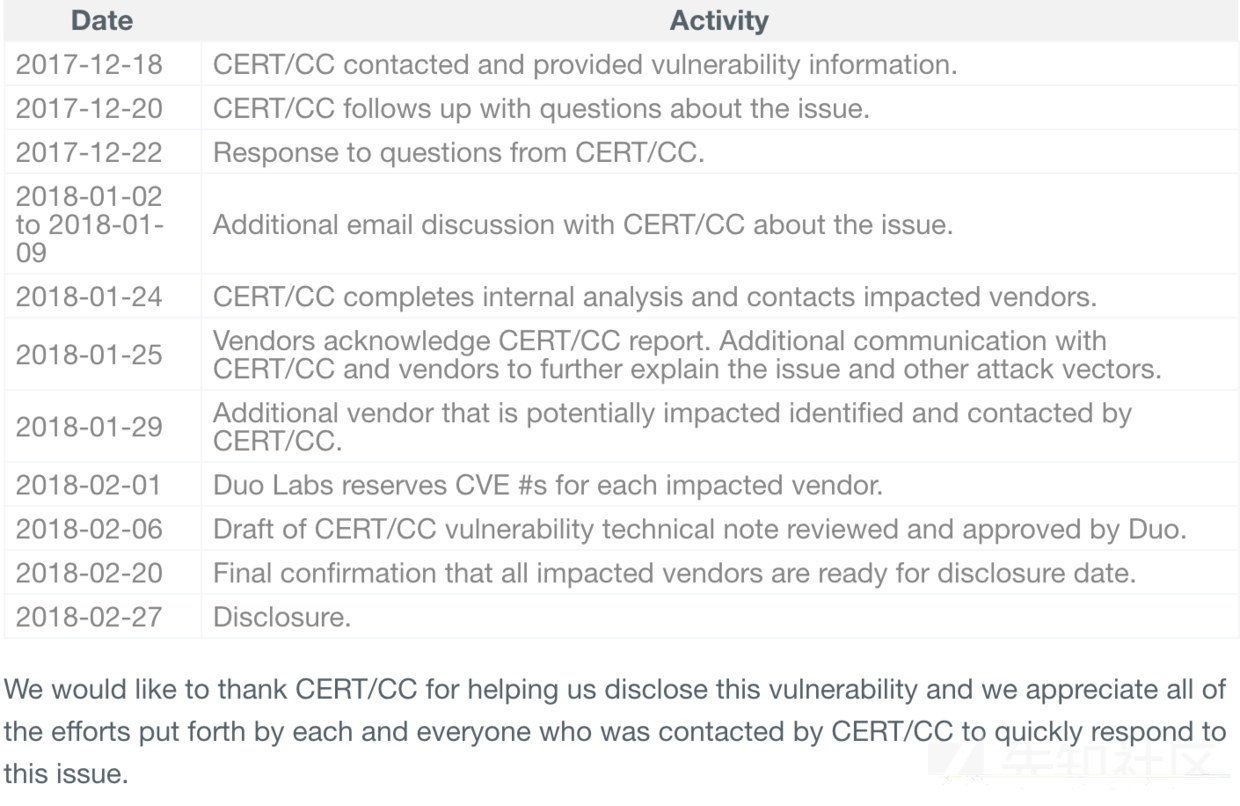 Date Activity
2017-12-18 CERT/CC contacted and provided vulnerability information.
2017-12-20 CERT/CC follows up with questions about the issue.
2017-12-22 Response to questions from CERT/CC.
2018-01-02
to 2018-01-
09
Additional email discussion with CERT/CC about the issue.
2018-01-24 CERT/CC completes internal analysis and contacts impacted vendors.
2018-01-25
Vendors acknowledge CERT/CC report. Additional communication with
CERT/CC and vendors to further explain the issue and other attack vectors.
2018-01-29
Additional vendor that is potentially impacted identified and contacted by
CERT/CC.
2018-02-01 Duo Labs reserves CVE #s for each impacted vendor.
2018-02-06 Draft of CERT/CC vulnerability technical note reviewed and approved by Duo.
2018-02-20 Final confirmation that all impacted vendors are ready for disclosure date.
2018-02-27 Disclosure.
We would like to thank CERT/CC for helping us disclose this vulnerability and we appreciate all of
the efforts put forth by each and everyone who was contacted by CERT/CC to quickly respond to
this issue.